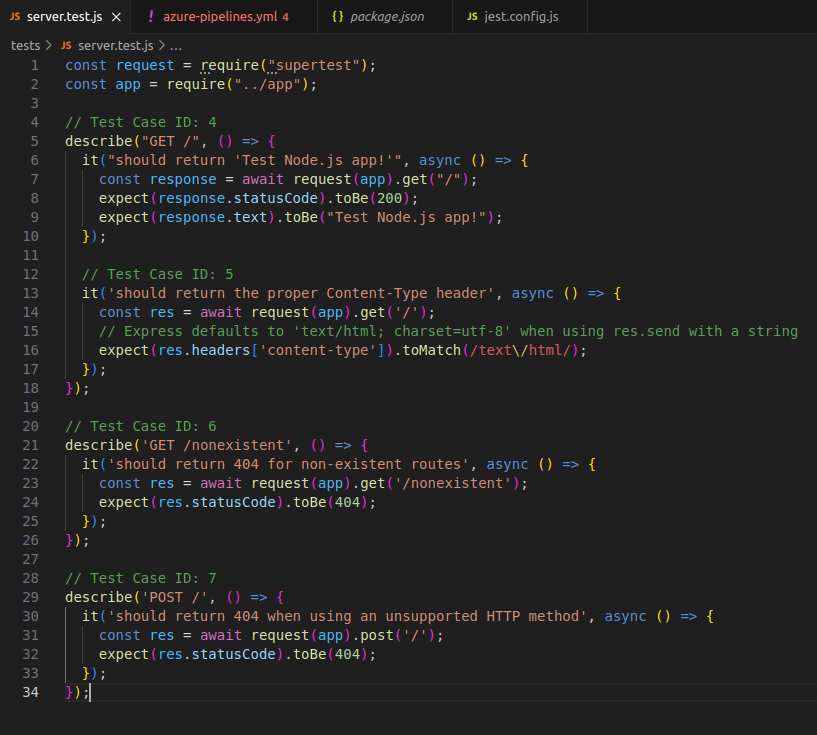 JS server.test.js ×
! azure-pipelines.yml 4
{} package.json
JS jest.config.js
tests > JS server.test.js > ...
1 const request = require("supertest");
2 const app = require("../app");
3
4 // Test Case ID: 4
5 describe("GET /", () => {
6 it("should return 'Test Node.js app!'", async () => {
7 const response = await request(app).get("/");
8 expect(response.statusCode).toBe(200);
9 expect(response.text).toBe("Test Node.js app!");
10 });
11
12 // Test Case ID: 5
13 it('should return the proper Content-Type header', async () => {
14 const res = await request(app).get('/');
15 // Express defaults to 'text/html; charset=utf-8' when using res.send with a string
16 expect(res.headers['content-type']).toMatch(/text\/html/);
17 });
18 });
19
20 // Test Case ID: 6
21 describe('GET /nonexistent', () => {
22 it('should return 404 for non-existent routes', async () => {
23 const res = await request(app).get('/nonexistent');
24 expect(res.statusCode).toBe(404);
25 });
26 });
27
28 // Test Case ID: 7
29 describe('POST /', () => {
30 it('should return 404 when using an unsupported HTTP method', async () => {
31 const res = await request(app).post('/');
32 expect(res.statusCode).toBe(404);
33 });
34 });